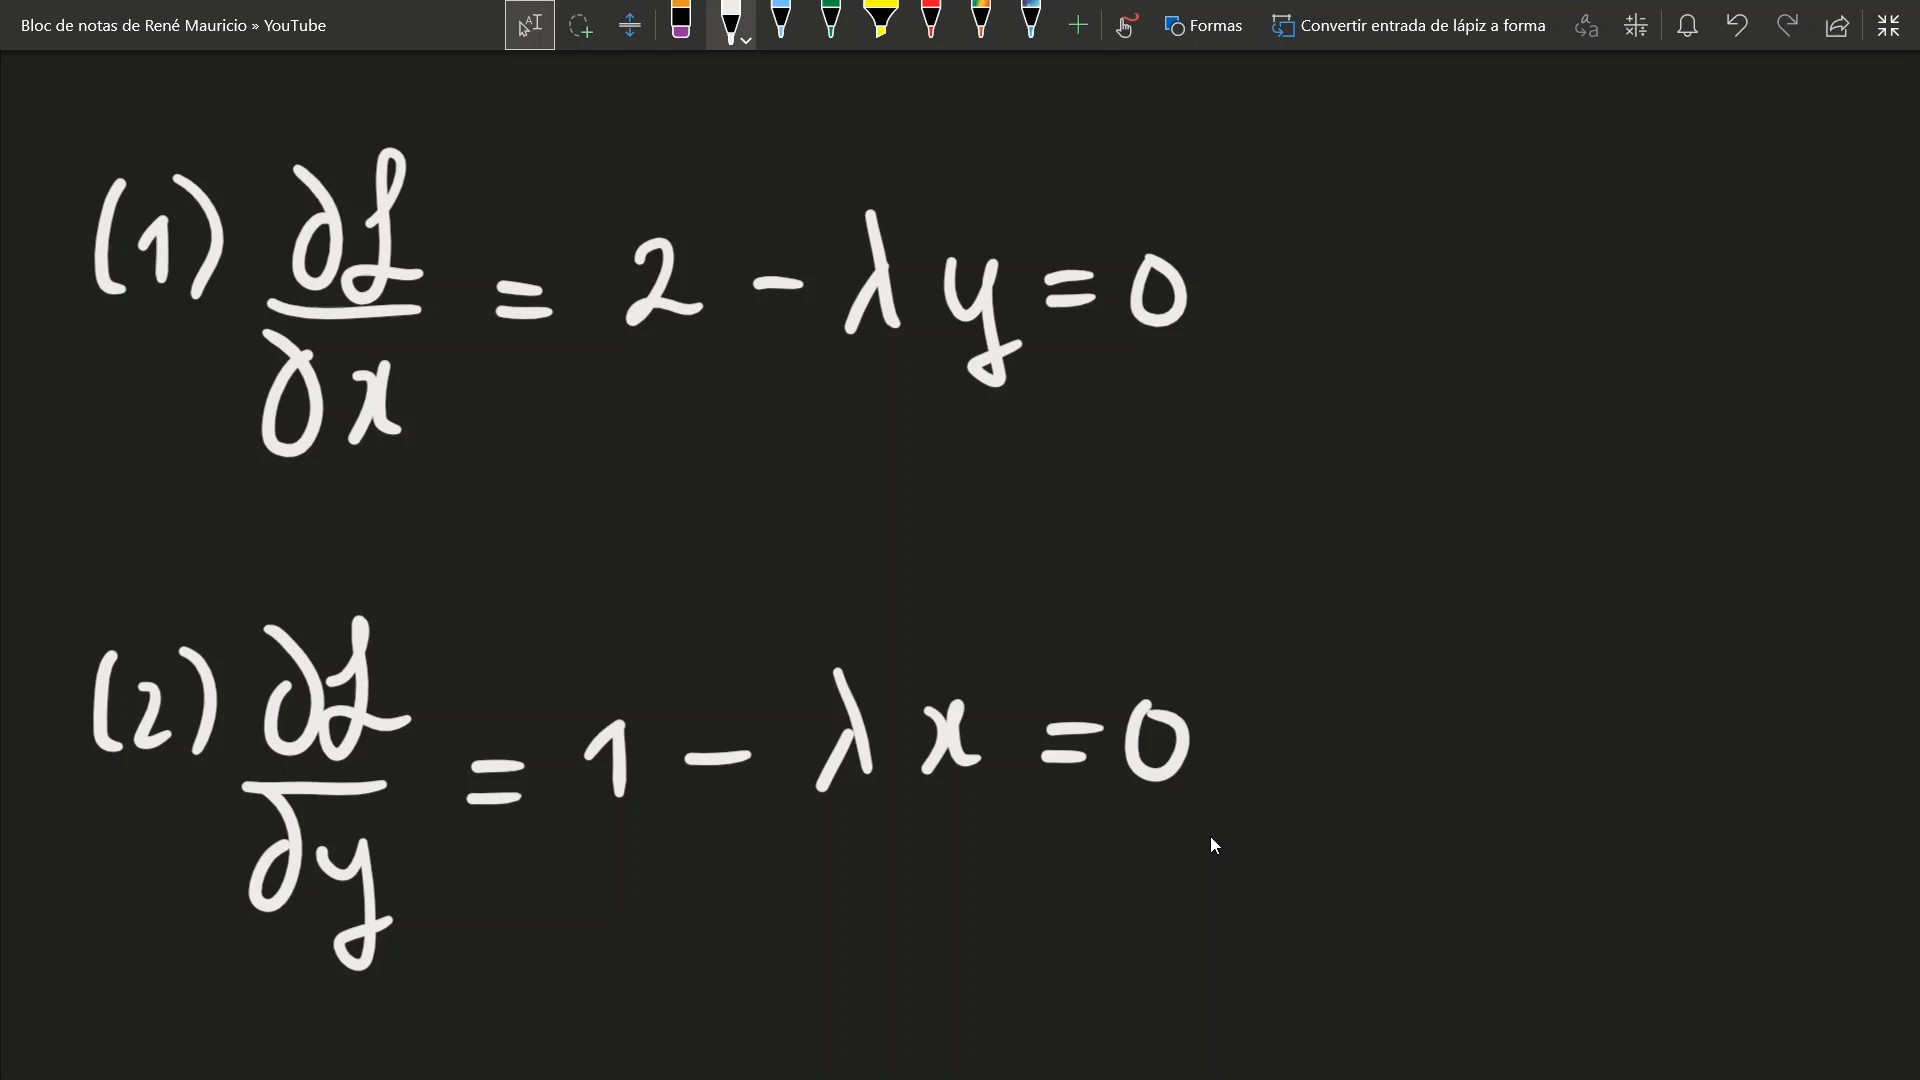 Bloc de notas de René Mauricio » YouTube
Formas
Convertir entrada de lápiz a forma
(1) ∂ℒ/∂x = 2 - λy = 0
(2) ∂ℒ/∂y = 1 - λx = 0